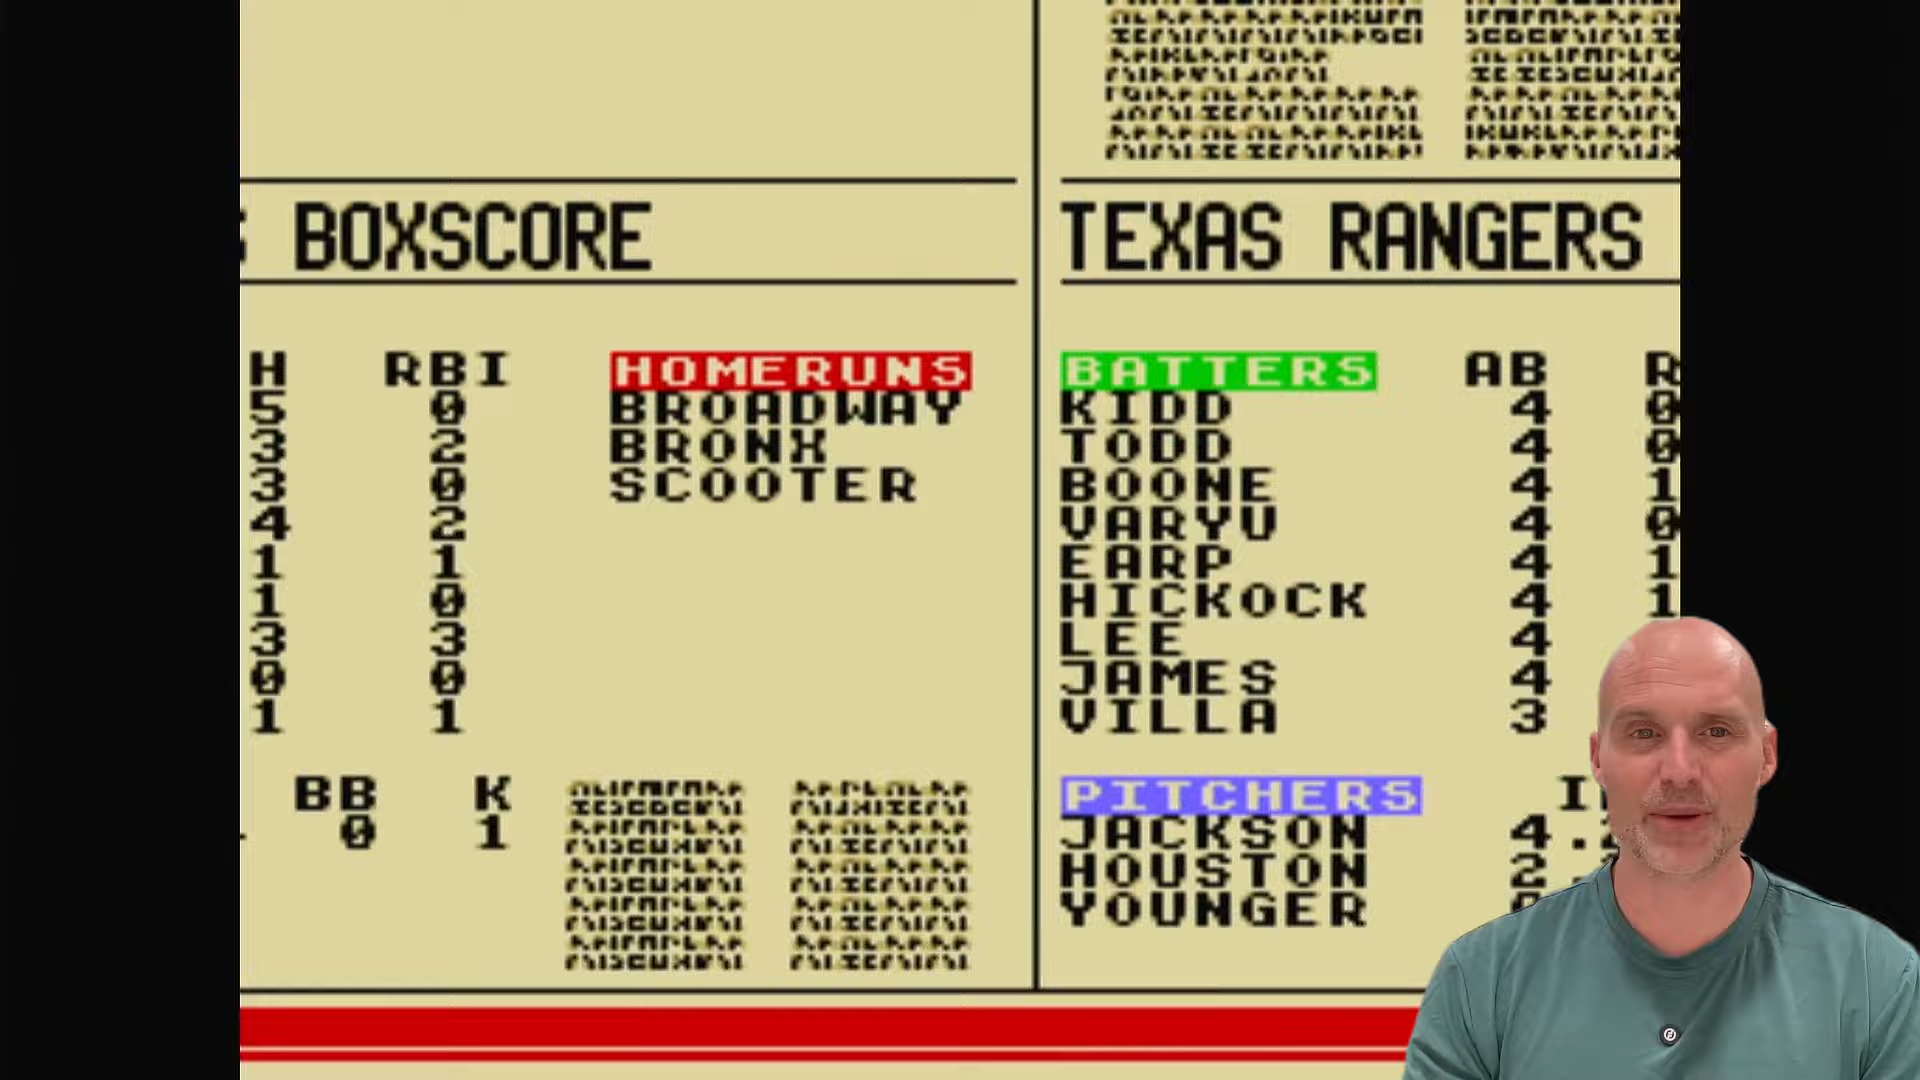 BOXSCORE
H RBI HOMERUNS
5 0 BROADWAY
3 2 BRONX
3 0 SCOOTER
4 2
1 1
1 0
3 3
0 0
1 1
BB K
0 1
TEXAS RANGERS
BATTERS AB R
KIDD 4 0
TODD 4 0
BOONE 4 1
VARYU 4 0
EARP 4 1
HICKOCK 4 1
LEE 4
JAMES 4
VILLA 3
PITCHERS
JACKSON 4.
HOUSTON 2
YOUNGER